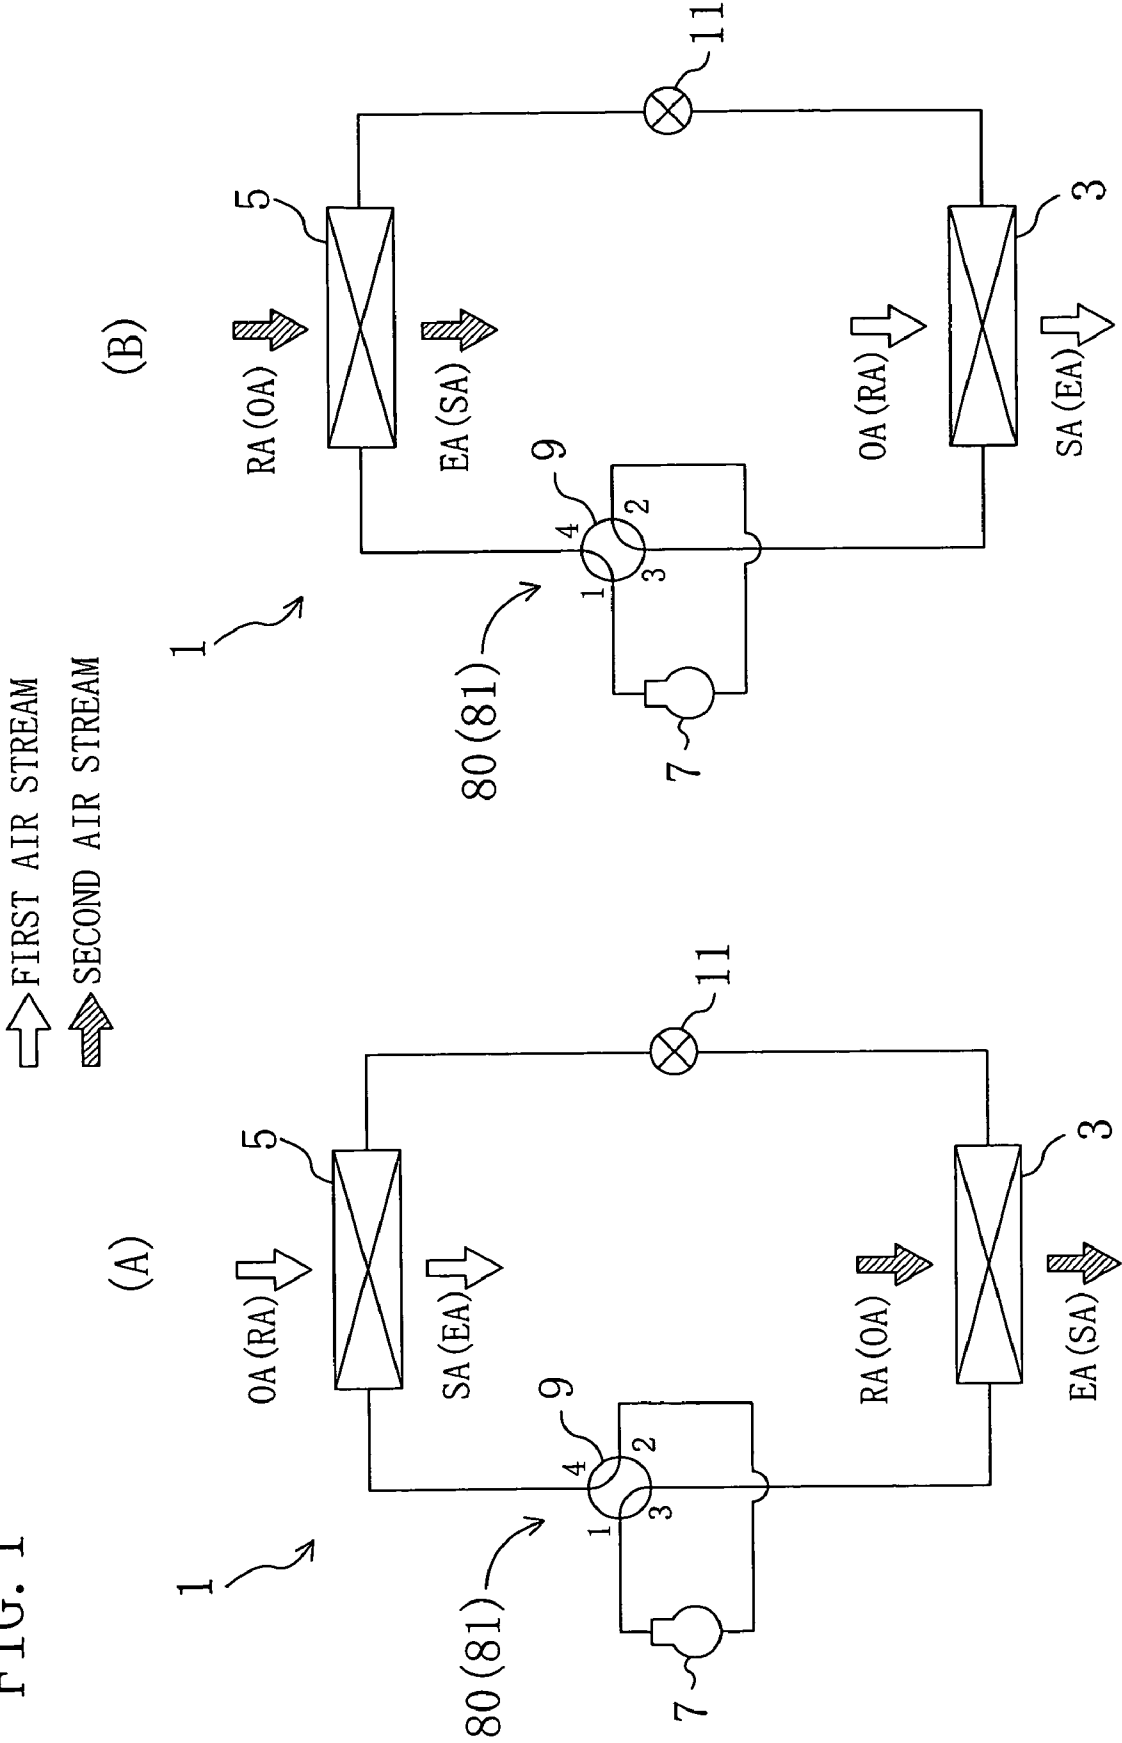 FIG. 1
FIRST AIR STREAM
SECOND AIR STREAM
(A)
1
OA(RA)
5
SA(EA)
80(81)
9
4
1
2
3
7
11
RA(OA)
3
EA(SA)
(B)
1
RA(OA)
5
EA(SA)
80(81)
9
4
1
2
3
7
11
OA(RA)
3
SA(EA)